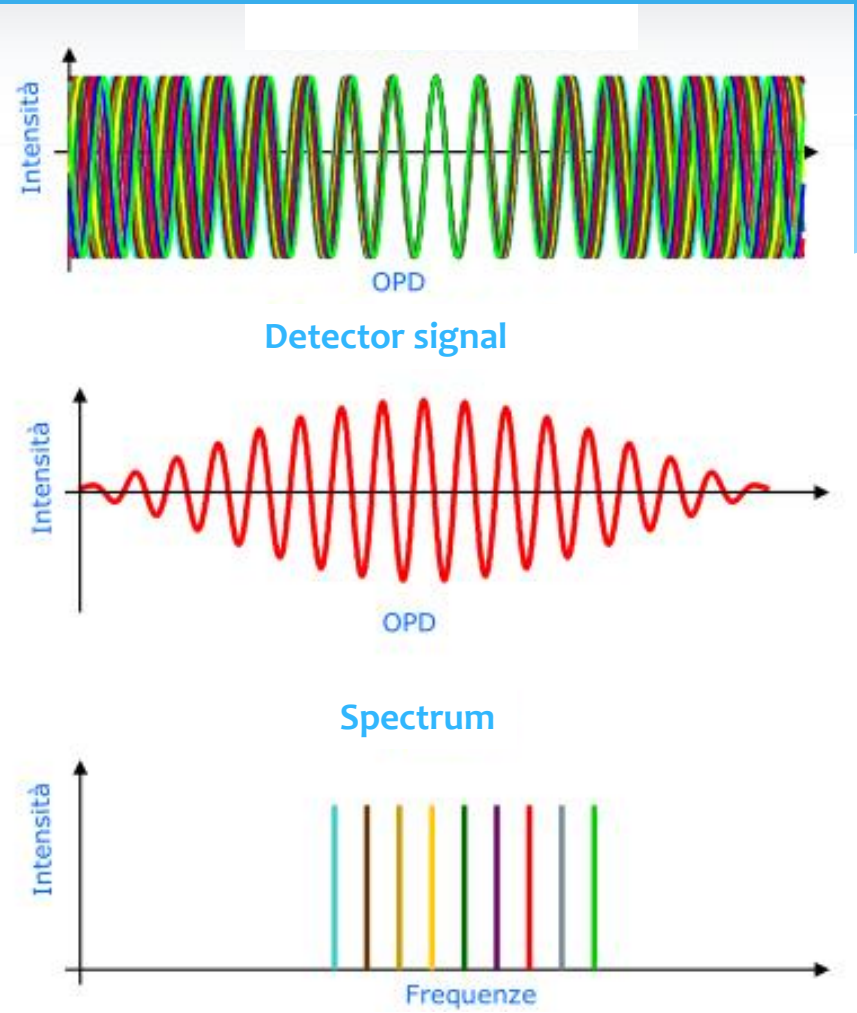 Intensità
OPD
Detector signal
Intensità
OPD
Spectrum
Intensità
Frequenze